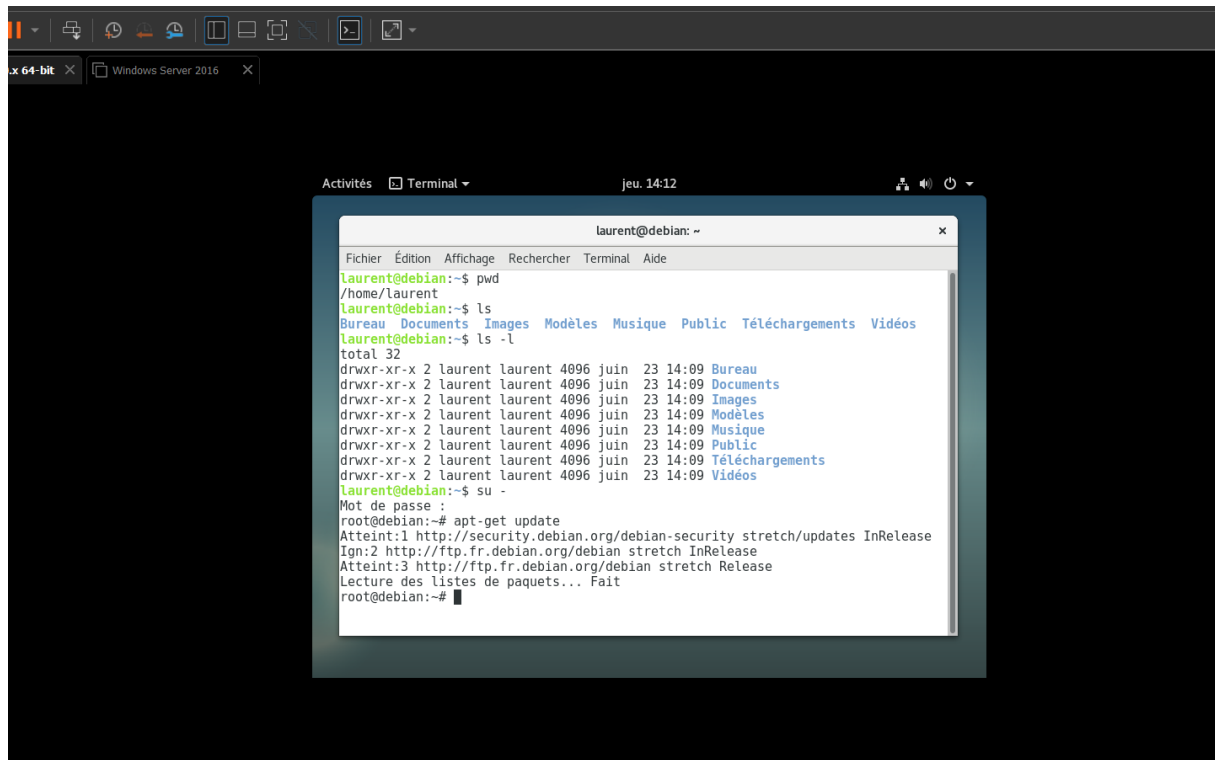 .x 64-bit Windows Server 2016
Activités Terminal jeu. 14:12
laurent@debian: ~
Fichier Édition Affichage Rechercher Terminal Aide
laurent@debian:~$ pwd
/home/laurent
laurent@debian:~$ ls
Bureau Documents Images Modèles Musique Public Téléchargements Vidéos
laurent@debian:~$ ls -l
total 32
drwxr-xr-x 2 laurent laurent 4096 juin 23 14:09 Bureau
drwxr-xr-x 2 laurent laurent 4096 juin 23 14:09 Documents
drwxr-xr-x 2 laurent laurent 4096 juin 23 14:09 Images
drwxr-xr-x 2 laurent laurent 4096 juin 23 14:09 Modèles
drwxr-xr-x 2 laurent laurent 4096 juin 23 14:09 Musique
drwxr-xr-x 2 laurent laurent 4096 juin 23 14:09 Public
drwxr-xr-x 2 laurent laurent 4096 juin 23 14:09 Téléchargements
drwxr-xr-x 2 laurent laurent 4096 juin 23 14:09 Vidéos
laurent@debian:~$ su -
Mot de passe :
root@debian:~# apt-get update
Atteint:1 http://security.debian.org/debian-security stretch/updates InRelease
Ign:2 http://ftp.fr.debian.org/debian stretch InRelease
Atteint:3 http://ftp.fr.debian.org/debian stretch Release
Lecture des listes de paquets... Fait
root@debian:~#